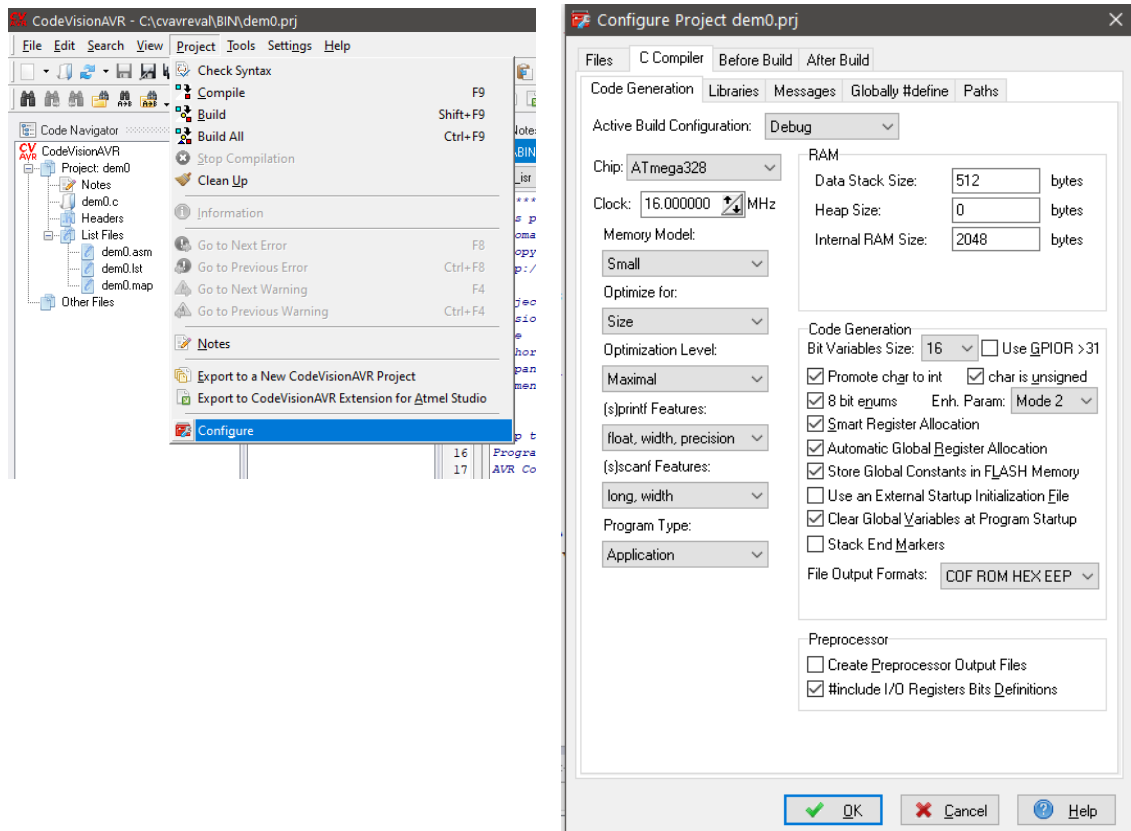 CodeVisionAVR - C:\cvavreval\BIN\dem0.prj
File Edit Search View Project Tools Settings Help
Check Syntax
Compile F9
Build Shift+F9
Build All Ctrl+F9
Stop Compilation
Clean Up
Information
Go to Next Error F8
Go to Previous Error Ctrl+F8
Go to Next Warning F4
Go to Previous Warning Ctrl+F4
Notes
Export to a New CodeVisionAVR Project
Export to CodeVisionAVR Extension for Atmel Studio
Configure
Code Navigator
CV AVR
CodeVisionAVR
Project: dem0
Notes
dem0.c
Headers
List Files
dem0.asm
dem0.lst
dem0.map
Other Files
16 Progra
17 AVR Co
Configure Project dem0.prj
Files C Compiler Before Build After Build
Code Generation Libraries Messages Globally #define Paths
Active Build Configuration: Debug
Chip: ATmega328
Clock: 16.000000 MHz
Memory Model:
Small
Optimize for:
Size
Optimization Level:
Maximal
(s)printf Features:
float, width, precision
(s)scanf Features:
long, width
Program Type:
Application
RAM
Data Stack Size: 512 bytes
Heap Size: 0 bytes
Internal RAM Size: 2048 bytes
Code Generation
Bit Variables Size: 16 Use GPIOR >31
Promote char to int char is unsigned
8 bit enums Enh. Param: Mode 2
Smart Register Allocation
Automatic Global Register Allocation
Store Global Constants in FLASH Memory
Use an External Startup Initialization File
Clear Global Variables at Program Startup
Stack End Markers
File Output Formats: COF ROM HEX EEP
Preprocessor
Create Preprocessor Output Files
#include I/O Registers Bits Definitions
OK Cancel Help